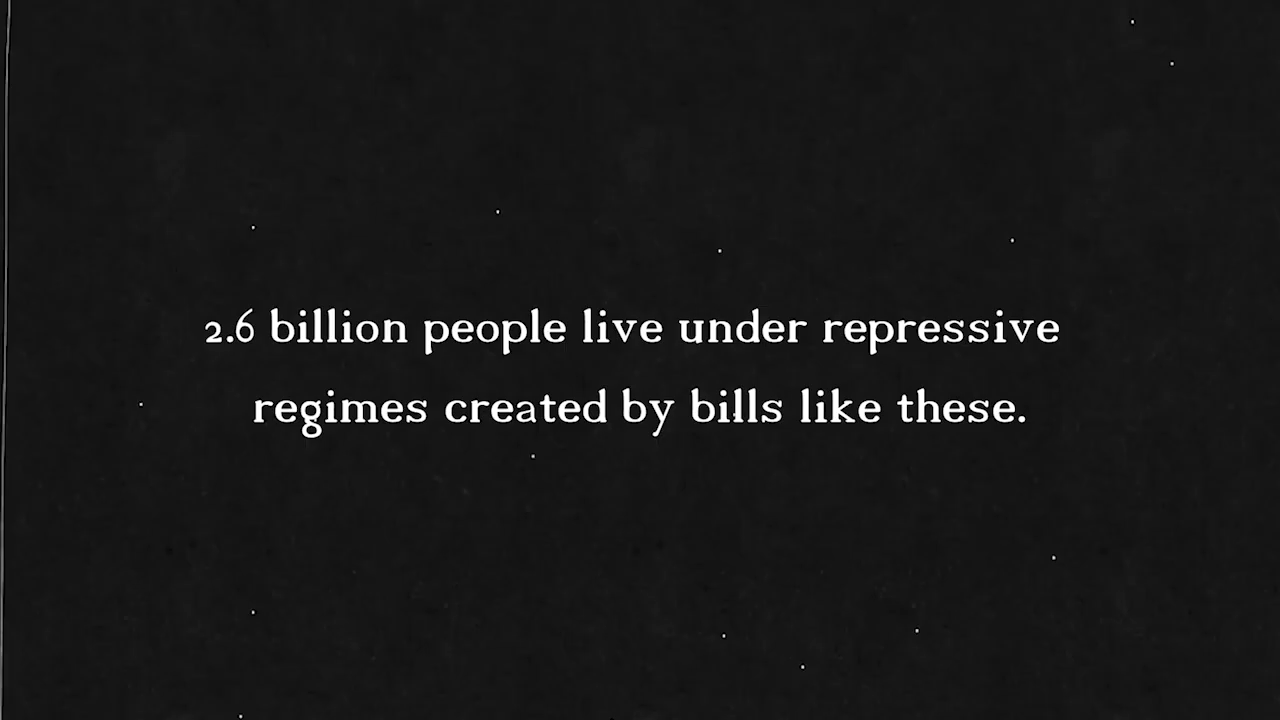 2.6 billion people live under repressive
regimes created by bills like these.